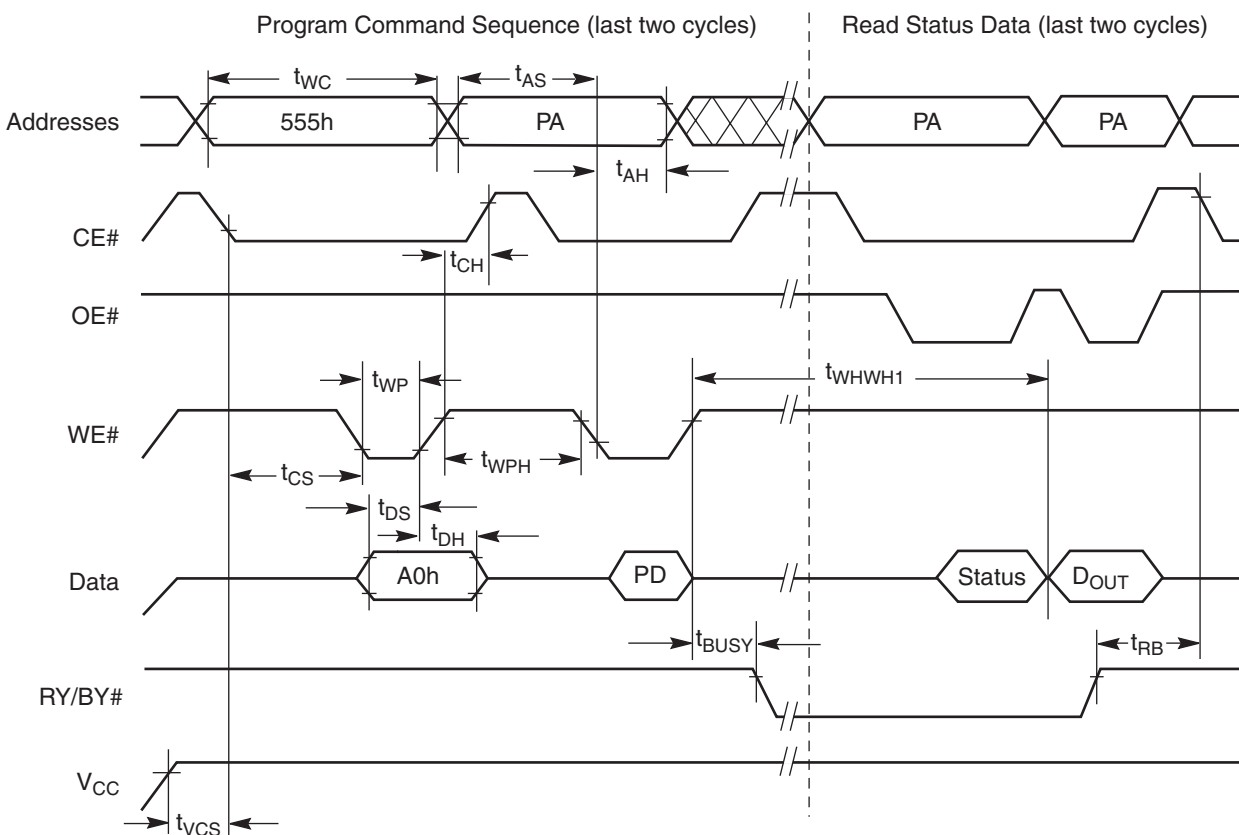 Program Command Sequence (last two cycles)
Read Status Data (last two cycles)
tWC
tAS
Addresses
555h
PA
PA
PA
tAH
CE#
tCH
OE#
tWP
tWHWH1
WE#
tCS
tWPH
tDS
tDH
Data
A0h
PD
Status
DOUT
tBUSY
tRB
RY/BY#
VCC
tVCS